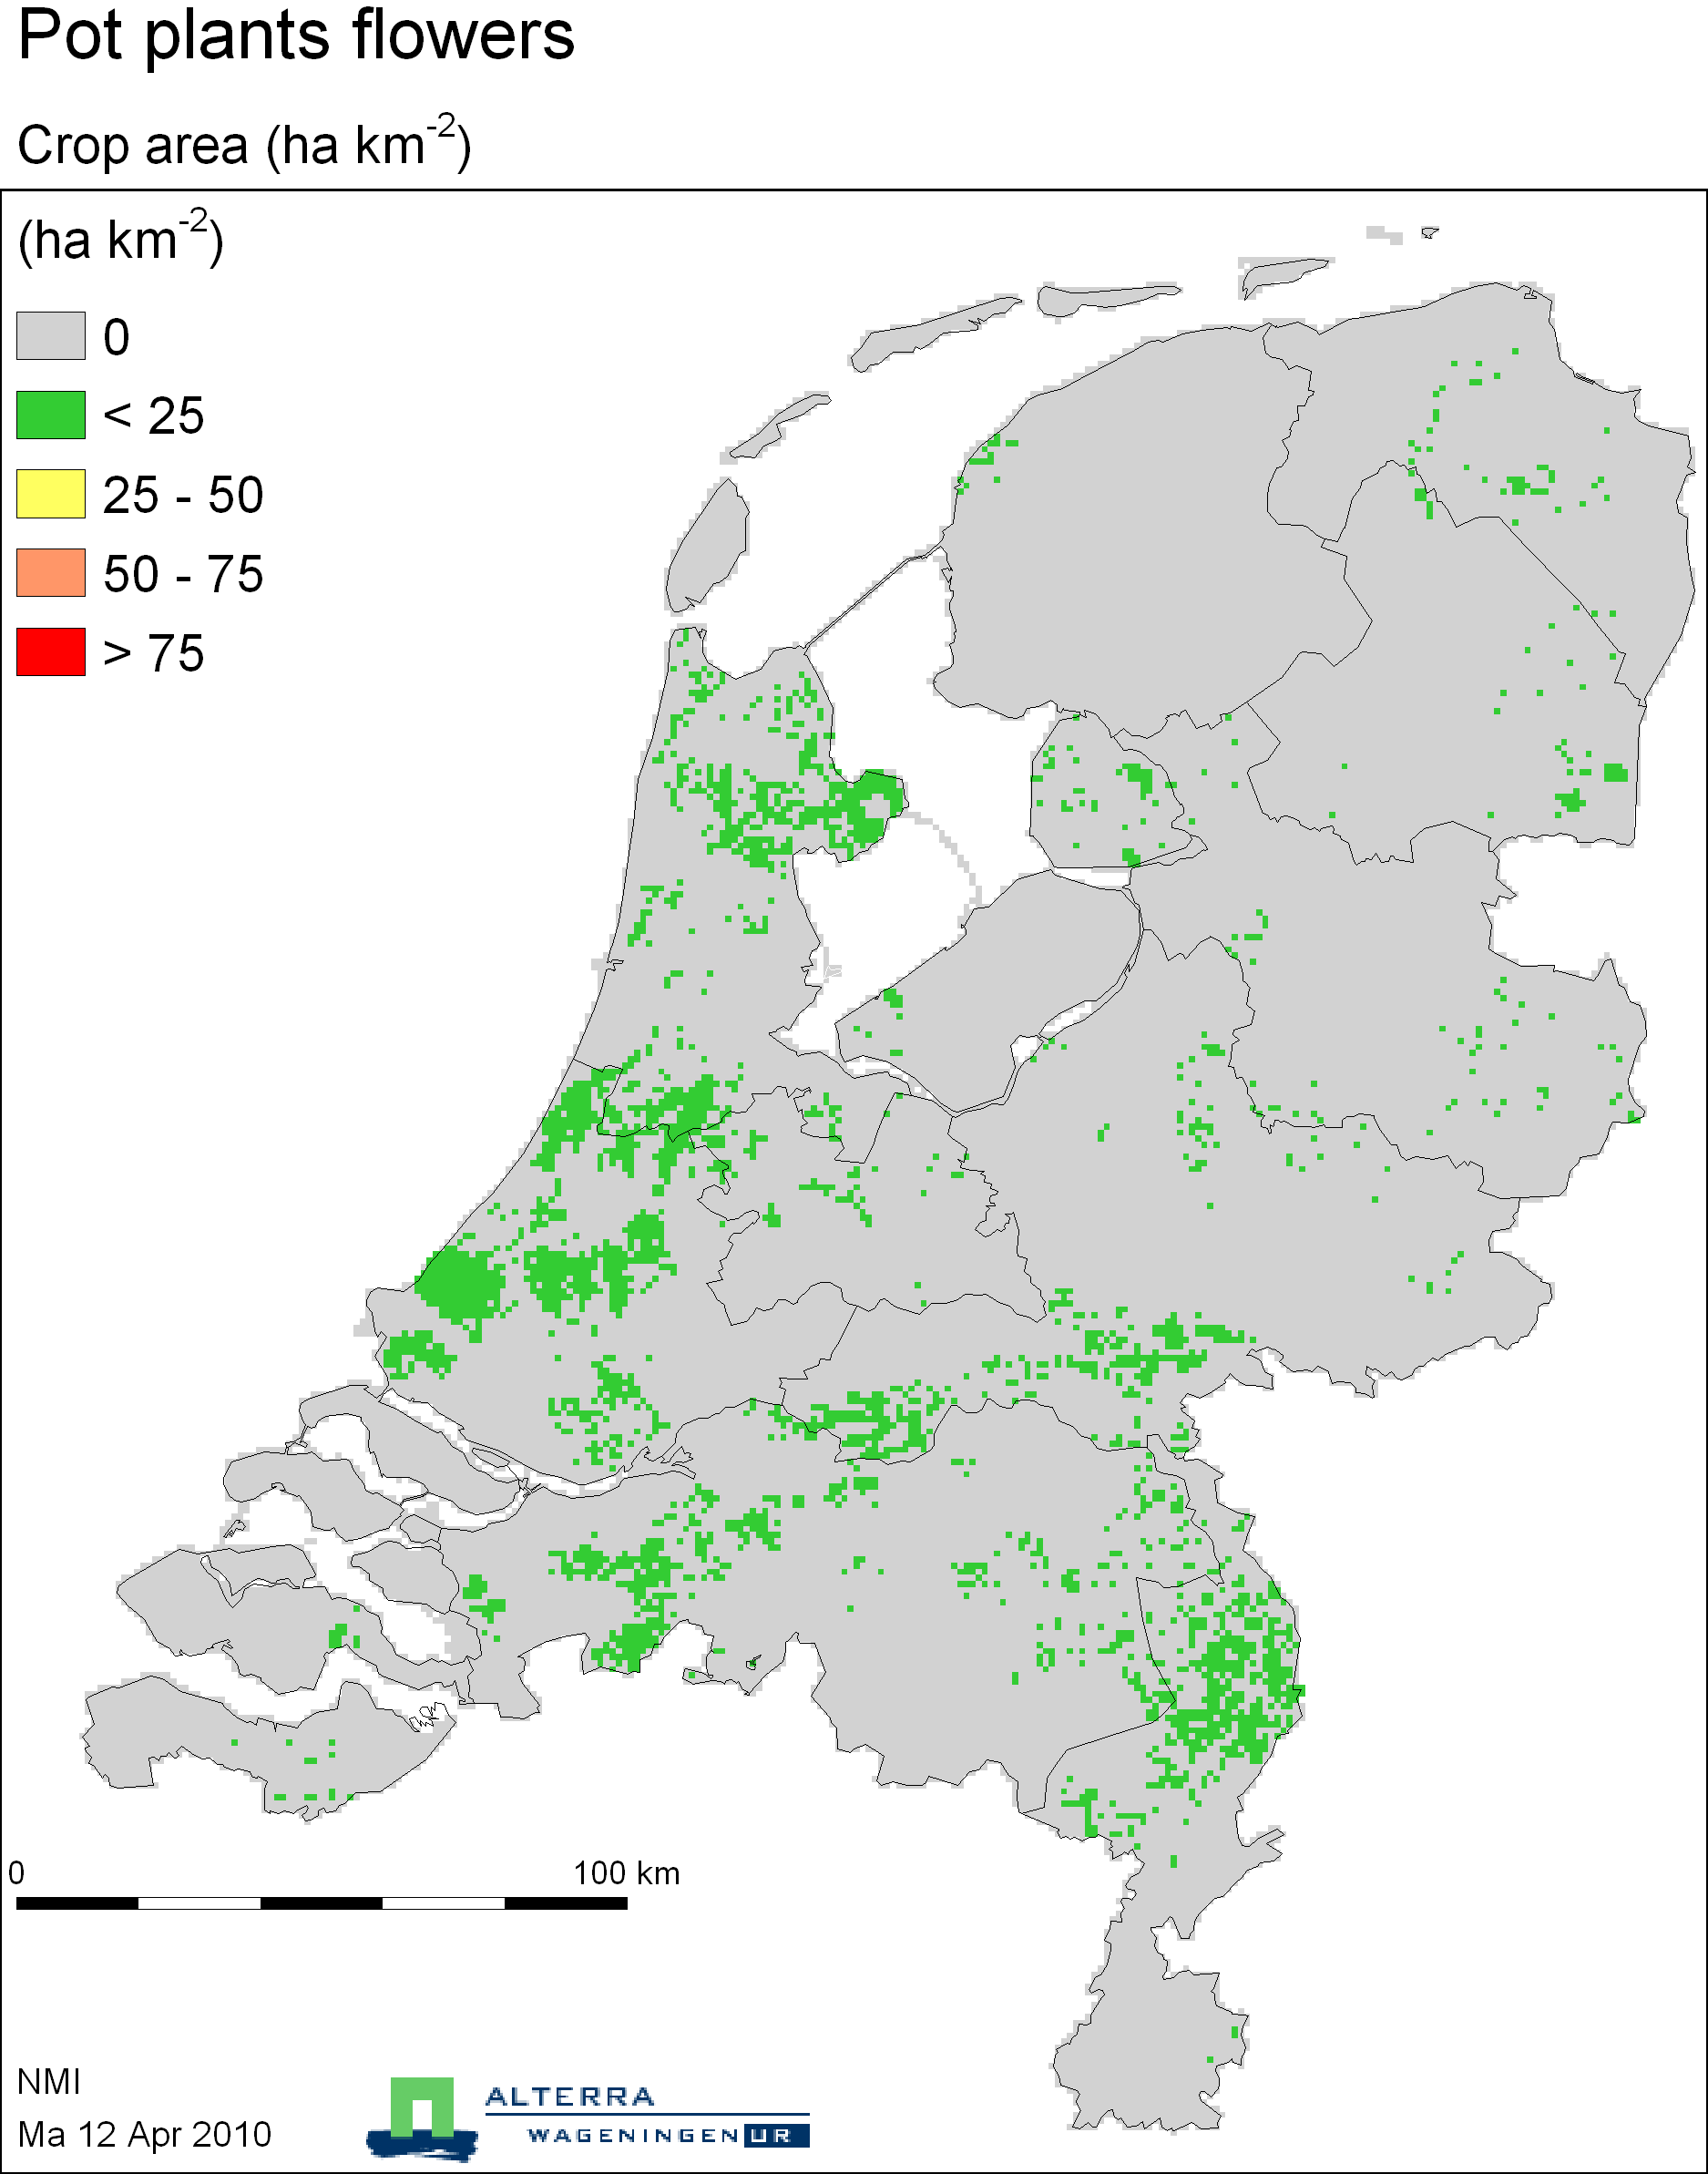 Pot plants flowers
Crop area (ha km-2)
(ha km-2)
0
< 25
25 - 50
50 - 75
> 75
0 100 km
NMI
Ma 12 Apr 2010
ALTERRA
WAGENINGEN UR